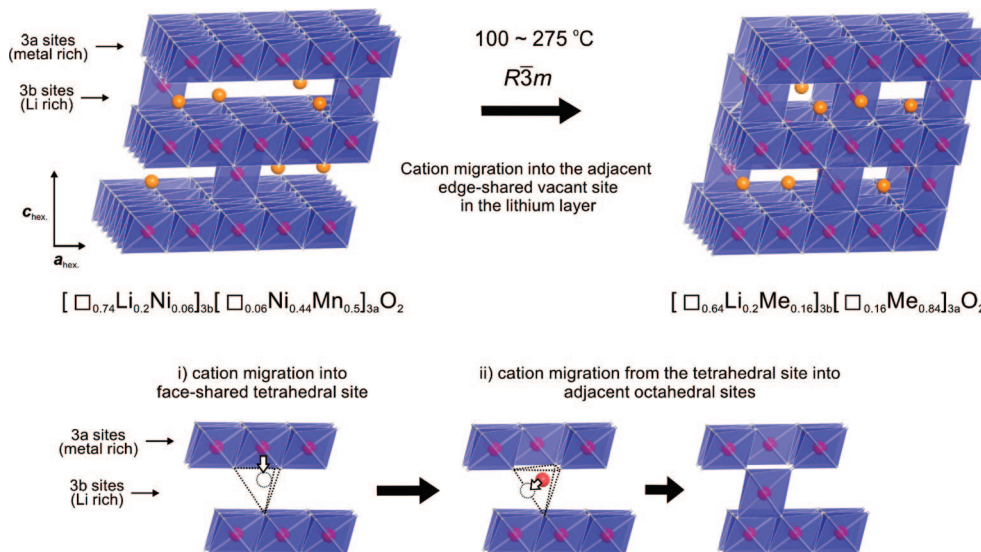 3a sites
(metal rich)
3b sites
(Li rich)
c hex.
a hex.
100 ~ 275 °C
R3̅m
Cation migration into the adjacent
edge-shared vacant site
in the lithium layer
[ □0.74Li0.2Ni0.06]3b[ □0.06Ni0.44Mn0.5]3aO2
[ □0.64Li0.2Me0.16]3b[ □0.16Me0.84]3aO2
i) cation migration into
face-shared tetrahedral site
ii) cation migration from the tetrahedral site into
adjacent octahedral sites
3a sites
(metal rich)
3b sites
(Li rich)